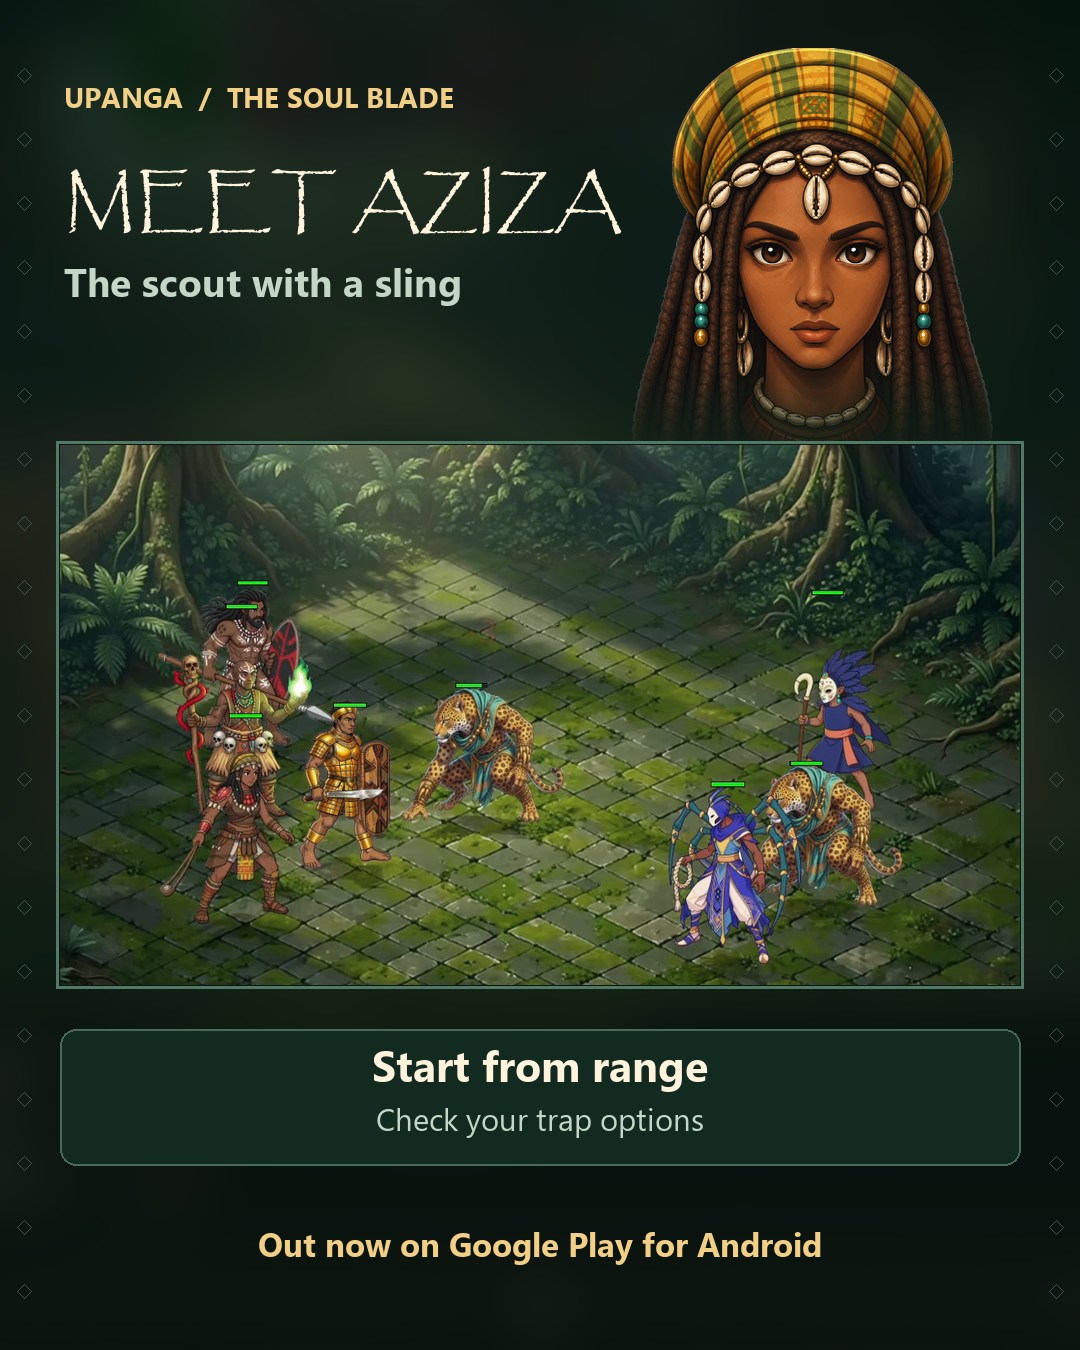 UPANGA / THE SOUL BLADE
MEET AZIZA
The scout with a sling
Start from range
Check your trap options
Out now on Google Play for Android